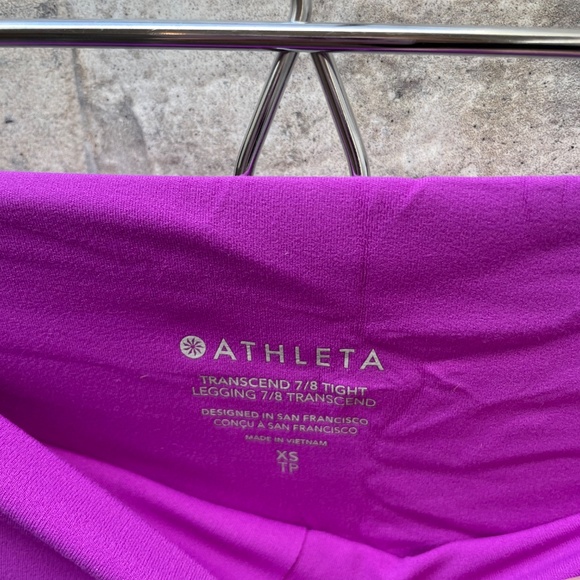 ATHLETA
TRANSCEND 7/8 TIGHT
LEGGING 7/8 TRANSCEND
DESIGNED IN SAN FRANCISCO
CONÇU A SAN FRANCISCO
MADE IN VIETNAM
XS
TP